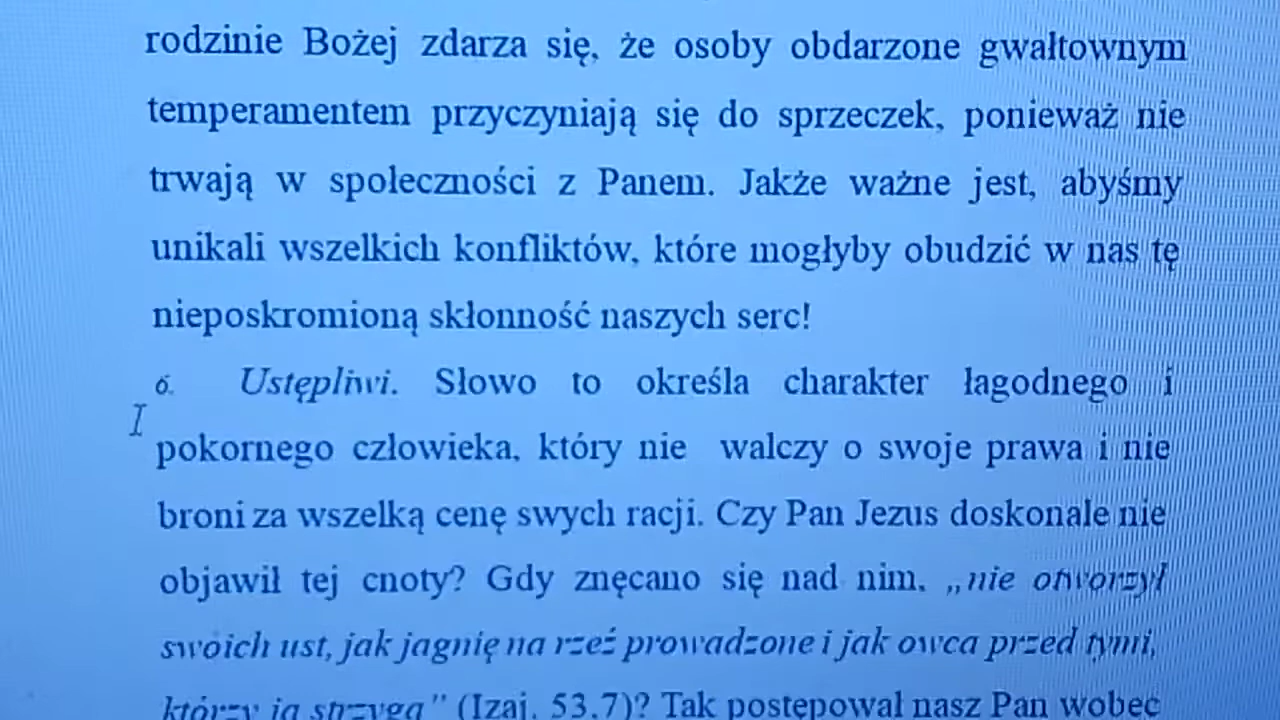 rodzinie Bożej zdarza się, że osoby obdarzone gwałtownym
temperamentem przyczyniają się do sprzeczek, ponieważ nie
trwają w społeczności z Panem. Jakże ważne jest, abyśmy
unikali wszelkich konfliktów, które mogłyby obudzić w nas tę
nieposkromioną skłonność naszych serc!
6. Ustępliwi. Słowo to określa charakter łagodnego i
pokornego człowieka, który nie walczy o swoje prawa i nie
broni za wszelką cenę swych racji. Czy Pan Jezus doskonale nie
objawił tej cnoty? Gdy znęcano się nad nim, „nie otworzył
swoich ust, jak jagnię na rzeź prowadzone i jak owca przed tymi,
którzy ją strzygą” (Izaj. 53,7)? Tak postępował nasz Pan wobec